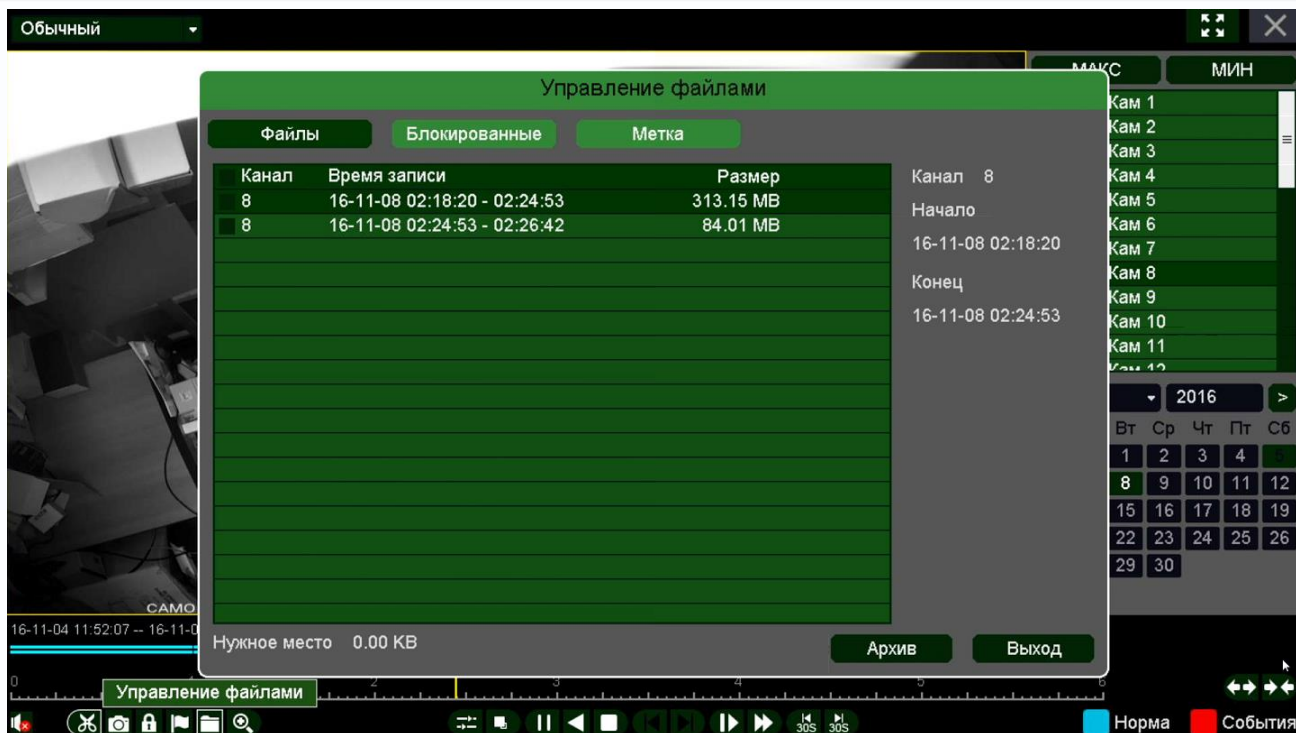 Обычный
МАКС МИН
Управление файлами
Файлы Блокированные Метка
Канал Время записи Размер
8 16-11-08 02:18:20 - 02:24:53 313.15 MB
8 16-11-08 02:24:53 - 02:26:42 84.01 MB
Канал 8
Начало
16-11-08 02:18:20
Конец
16-11-08 02:24:53
Нужное место 0.00 KB
Архив Выход
Кам 1
Кам 2
Кам 3
Кам 4
Кам 5
Кам 6
Кам 7
Кам 8
Кам 9
Кам 10
Кам 11
Кам 12
2016 >
Вт Ср Чт Пт Сб
1 2 3 4 5
8 9 10 11 12
15 16 17 18 19
22 23 24 25 26
29 30
CAMO
16-11-04 11:52:07 -- 16-11-0
0 2 3 4 5 6
Управление файлами
30S 30S
Норма События